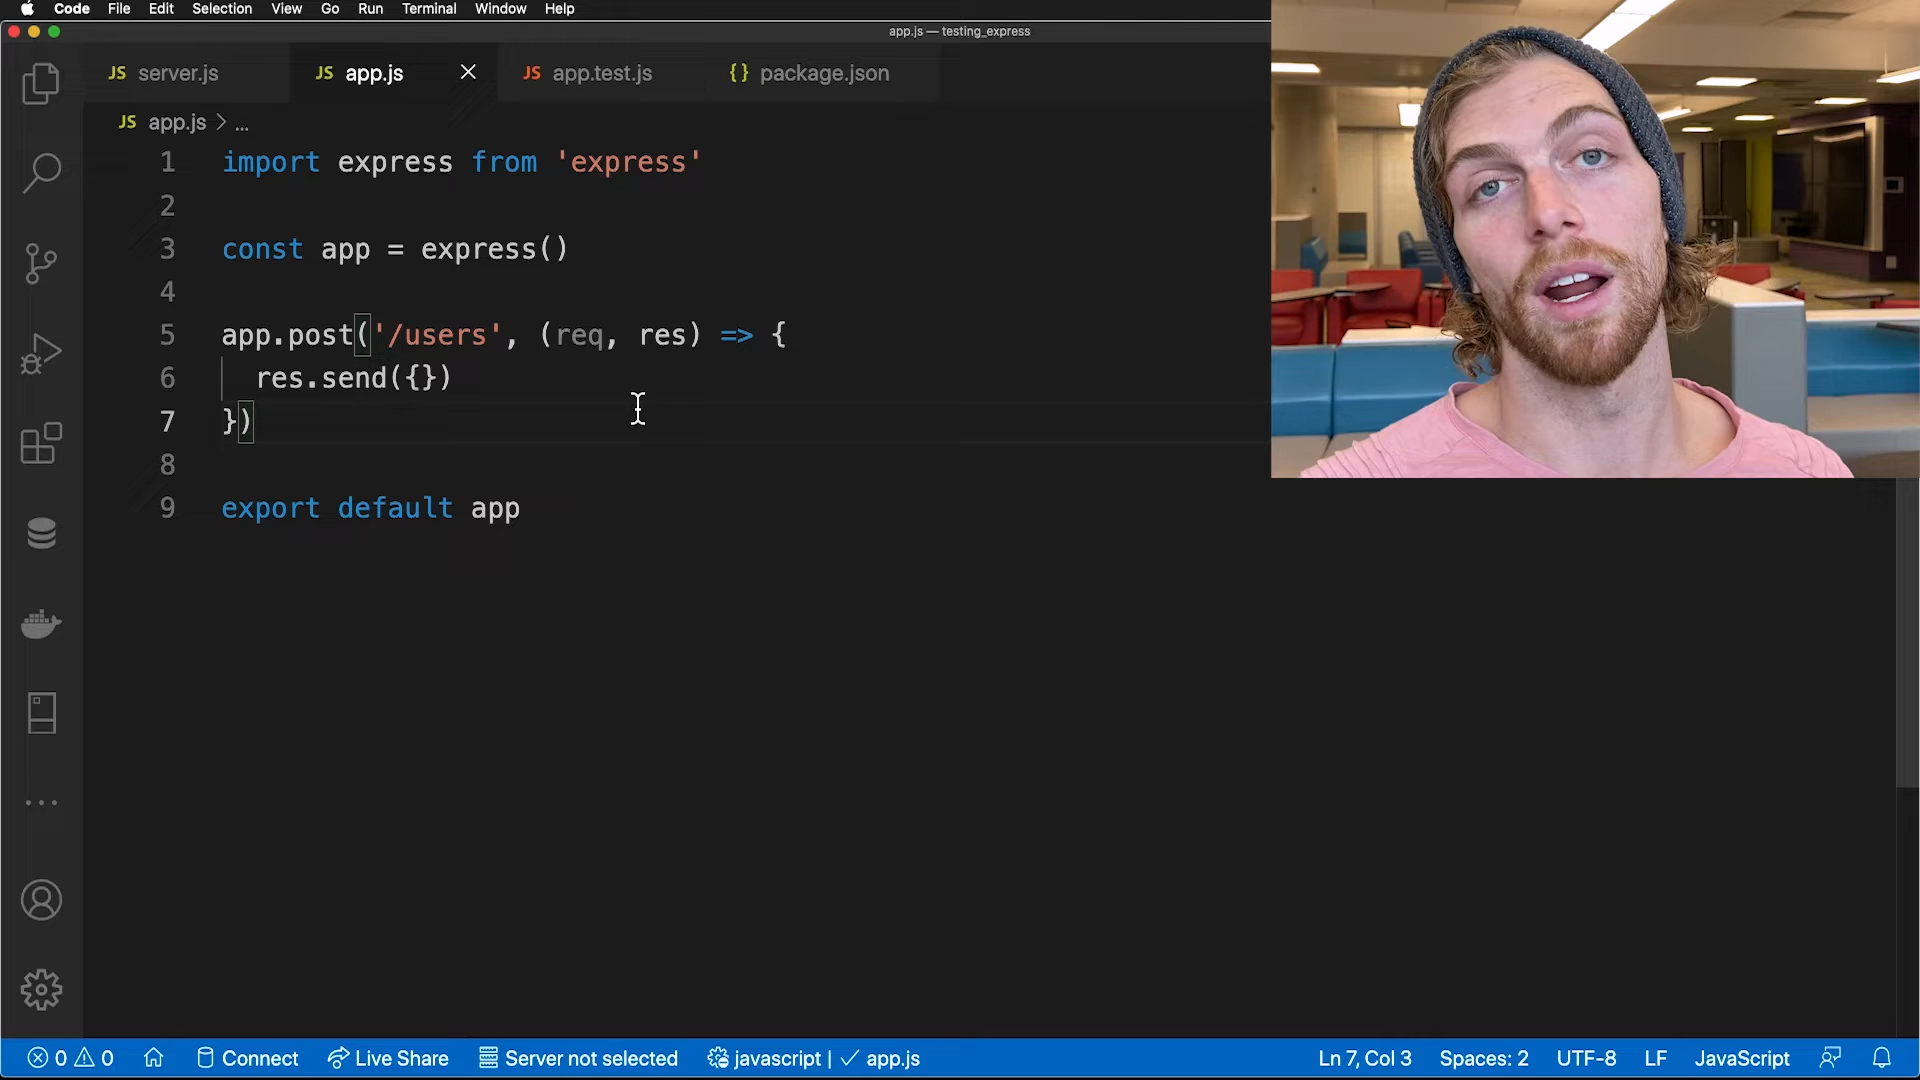 Code File Edit Selection View Go Run Terminal Window Help
app.js — testing_express
JS server.js JS app.js JS app.test.js {} package.json
JS app.js > ...
1 import express from 'express'
2
3 const app = express()
4
5 app.post('/users', (req, res) => {
6 res.send({})
7 })
8
9 export default app
0 0 Connect Live Share Server not selected javascript | ✓ app.js Ln 7, Col 3 Spaces: 2 UTF-8 LF JavaScript